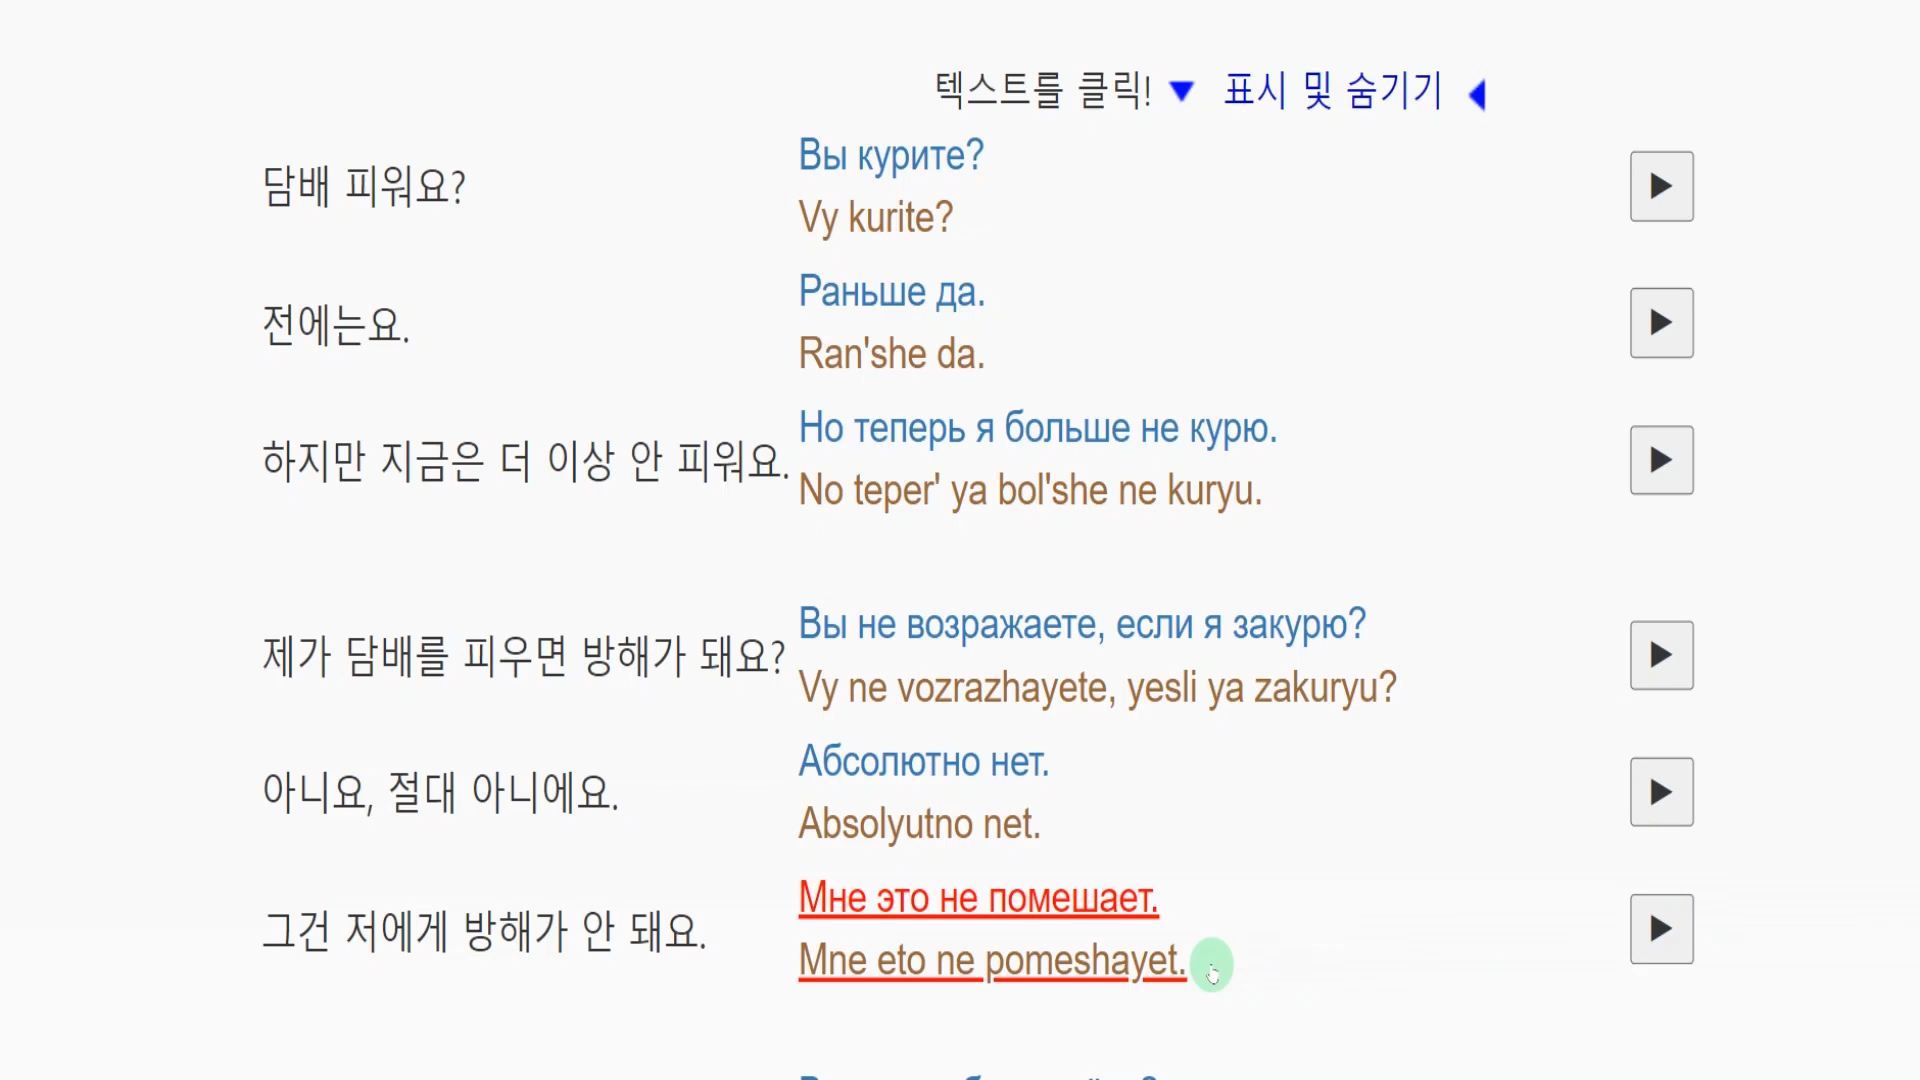 텍스트를 클릭! ▼ 표시 및 숨기기 ◀
담배 피워요?
Вы курите?
Vy kurite?
전에는요.
Раньше да.
Ran'she da.
하지만 지금은 더 이상 안 피워요.
Но теперь я больше не курю.
No teper' ya bol'she ne kuryu.
제가 담배를 피우면 방해가 돼요?
Вы не возражаете, если я закурю?
Vy ne vozrazhayete, yesli ya zakuryu?
아니요, 절대 아니에요.
Абсолютно нет.
Absolyutno net.
그건 저에게 방해가 안 돼요.
Мне это не помешает.
Mne eto ne pomeshayet.